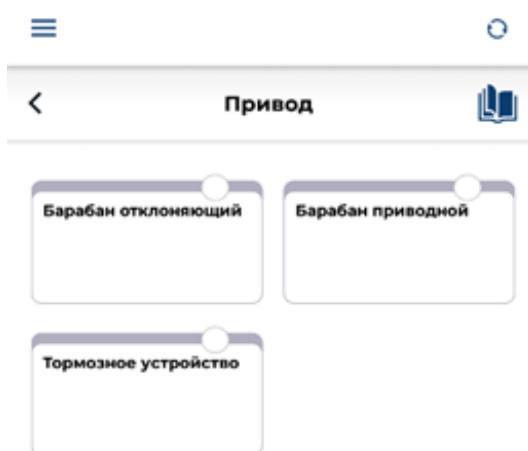 Привод
Барабан отклоняющий
Барабан приводной
Тормозное устройство